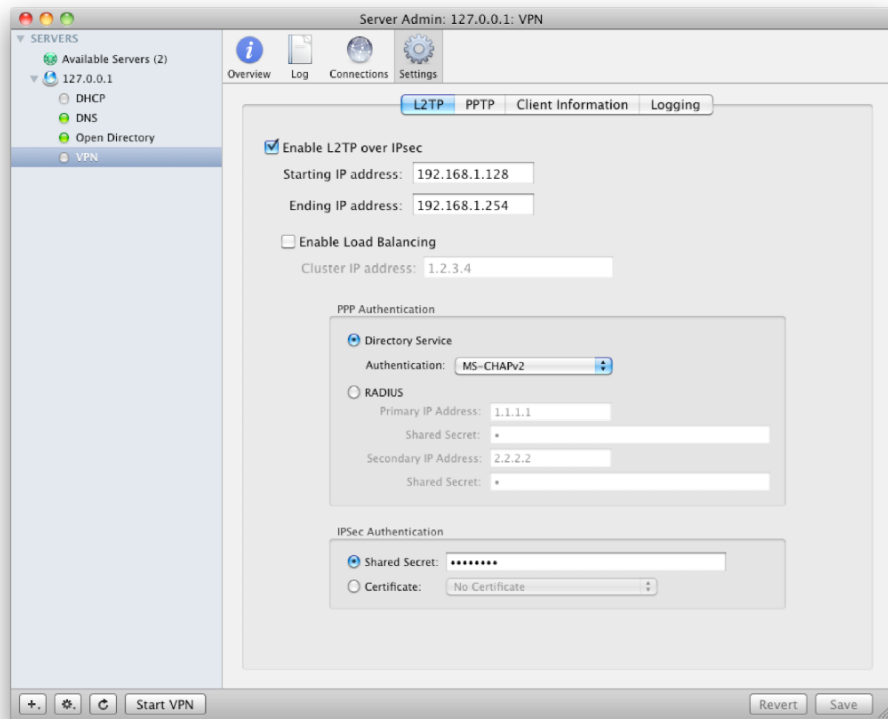 Server Admin: 127.0.0.1: VPN
SERVERS
Available Servers (2)
127.0.0.1
DHCP
DNS
Open Directory
VPN
Overview Log Connections Settings
L2TP PPTP Client Information Logging
Enable L2TP over IPsec
Starting IP address: 192.168.1.128
Ending IP address: 192.168.1.254
Enable Load Balancing
Cluster IP address: 1.2.3.4
PPP Authentication
Directory Service
Authentication: MS-CHAPv2
RADIUS
Primary IP Address: 1.1.1.1
Shared Secret: •
Secondary IP Address: 2.2.2.2
Shared Secret: •
IPSec Authentication
Shared Secret: ••••••••
Certificate: No Certificate
Start VPN Revert Save